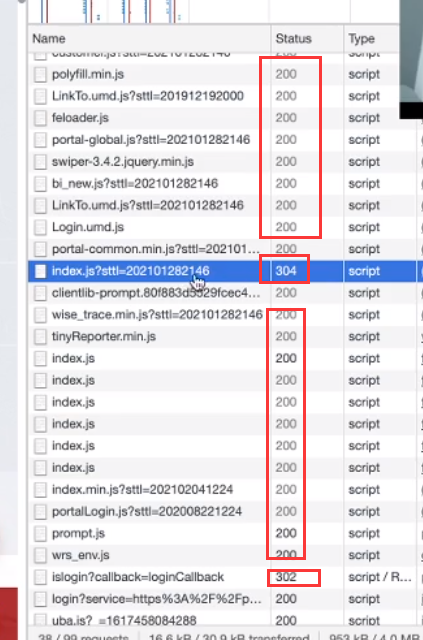 Name Status Type
customer.js?sttl=202101282146 200 script
polyfill.min.js 200 script
LinkTo.umd.js?sttl=201912192000 200 script
feloader.js 200 script
portal-global.js?sttl=202101282146 200 script
swiper-3.4.2.jquery.min.js 200 script
bi_new.js?sttl=202101282146 200 script
LinkTo.umd.js?sttl=202101282146 200 script
Login.umd.js 200 script
portal-common.min.js?sttl=202101... 200 script
index.js?sttl=202101282146 304 script
clientlib-prompt.80f883d5529fcec4... 200 script
wise_trace.min.js?sttl=202101282146 200 script
tinyReporter.min.js 200 script
index.js 200 script
index.js 200 script
index.js 200 script
index.js 200 script
index.js 200 script
index.js 200 script
index.min.js?sttl=202102041224 200 script
portalLogin.js?sttl=202008221224 200 script
prompt.js 200 script
wrs_env.js 200 script
islogin?callback=loginCallback 302 script / R...
login?service=https%3A%2F%2Fp... 200 script
uba.js?_=1617458084288 200 script
38 / 99 requests 16.6 kB / 30.9 kB transferred 953 kB / 4.0 MB